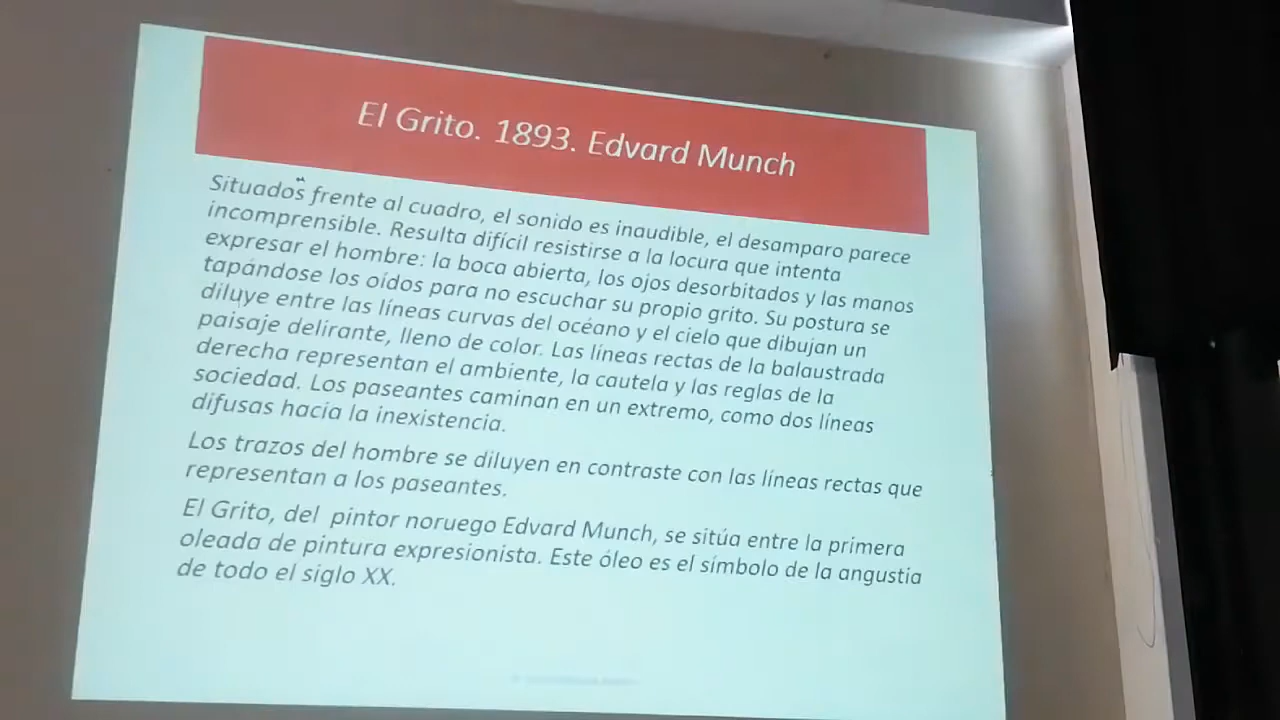 El Grito. 1893. Edvard Munch
Situados frente al cuadro, el sonido es inaudible, el desamparo parece
incomprensible. Resulta difícil resistirse a la locura que intenta
expresar el hombre: la boca abierta, los ojos desorbitados y las manos
tapándose los oídos para no escuchar su propio grito. Su postura se
diluye entre las líneas curvas del océano y el cielo que dibujan un
paisaje delirante, lleno de color. Las líneas rectas de la balaustrada
derecha representan el ambiente, la cautela y las reglas de la
sociedad. Los paseantes caminan en un extremo, como dos líneas
difusas hacia la inexistencia.
Los trazos del hombre se diluyen en contraste con las líneas rectas que
representan a los paseantes.
El Grito, del pintor noruego Edvard Munch, se sitúa entre la primera
oleada de pintura expresionista. Este óleo es el símbolo de la angustia
de todo el siglo XX.